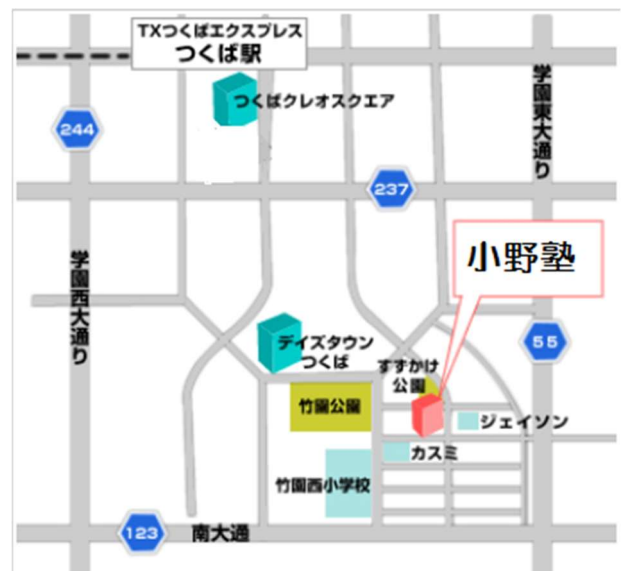 TXつくばエクスプレス
つくば駅
つくばクレオスクエア
学園東大通り
244
237
小野塾
学園西大通り
デイズタウン
つくば
55
すずかけ
公園
竹園公園
ジェイソン
カスミ
竹園西小学校
123
南大通